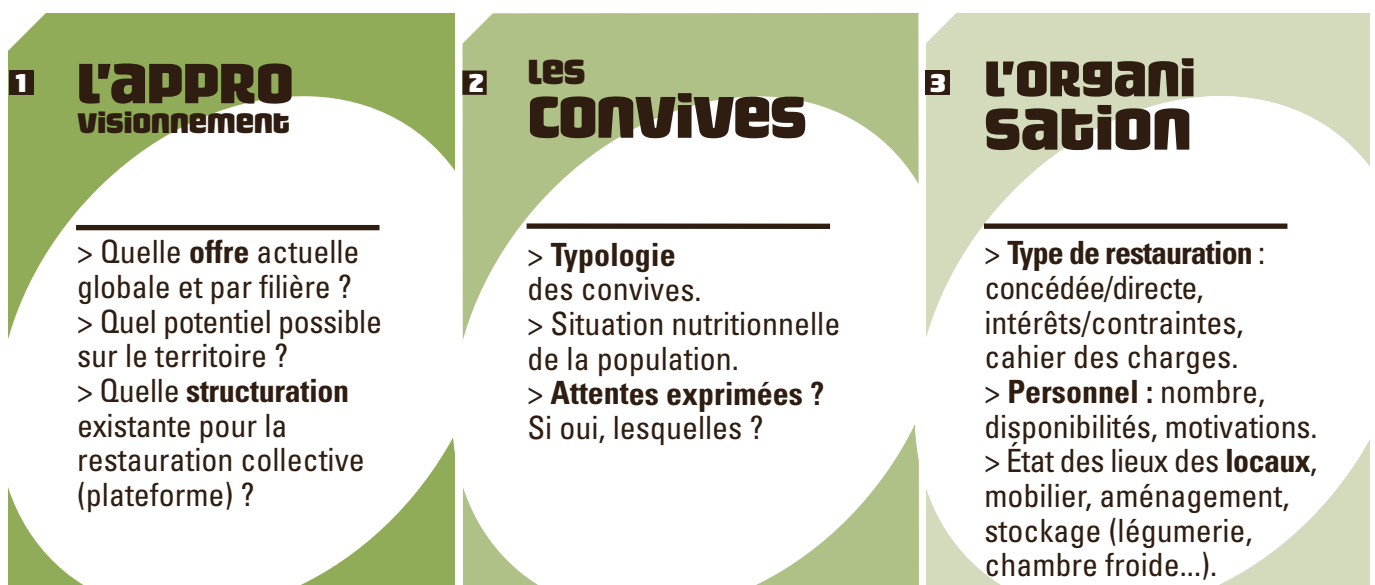 1
L'APPRO
VISIONNEMENT
> Quelle offre actuelle
globale et par filière ?
> Quel potentiel possible
sur le territoire ?
> Quelle structuration
existante pour la
restauration collective
(plateforme) ?
2
LES
CONVIVES
> Typologie
des convives.
> Situation nutritionnelle
de la population.
> Attentes exprimées ?
Si oui, lesquelles ?
3
L'ORGANI
SATION
> Type de restauration :
concédée/directe,
intérêts/contraintes,
cahier des charges.
> Personnel : nombre,
disponibilités, motivations.
> État des lieux des locaux,
mobilier, aménagement,
stockage (légumerie,
chambre froide...).